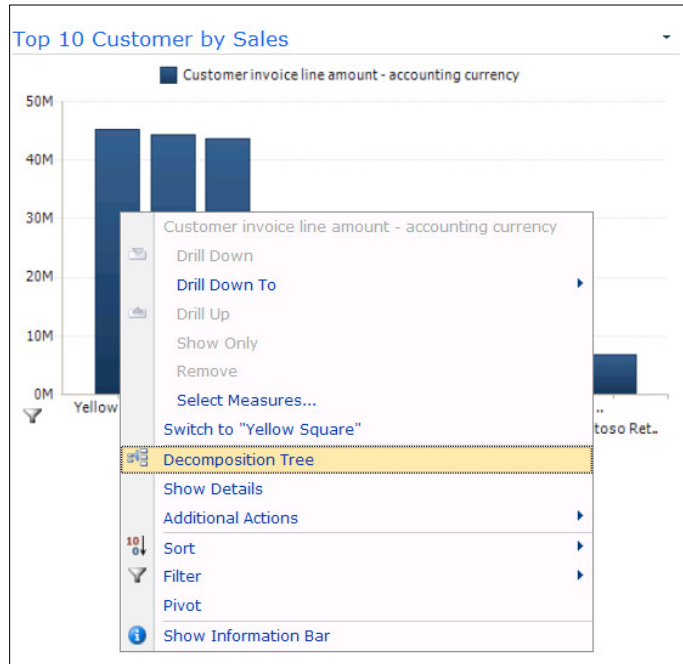 Top 10 Customer by Sales
Customer invoice line amount - accounting currency
50M
40M
30M
20M
10M
0M
Customer invoice line amount - accounting currency
Drill Down
Drill Down To
Drill Up
Show Only
Remove
Select Measures...
Switch to "Yellow Square"
Decomposition Tree
Show Details
Additional Actions
Sort
Filter
Pivot
Show Information Bar
Yellow
..
toso Ret..